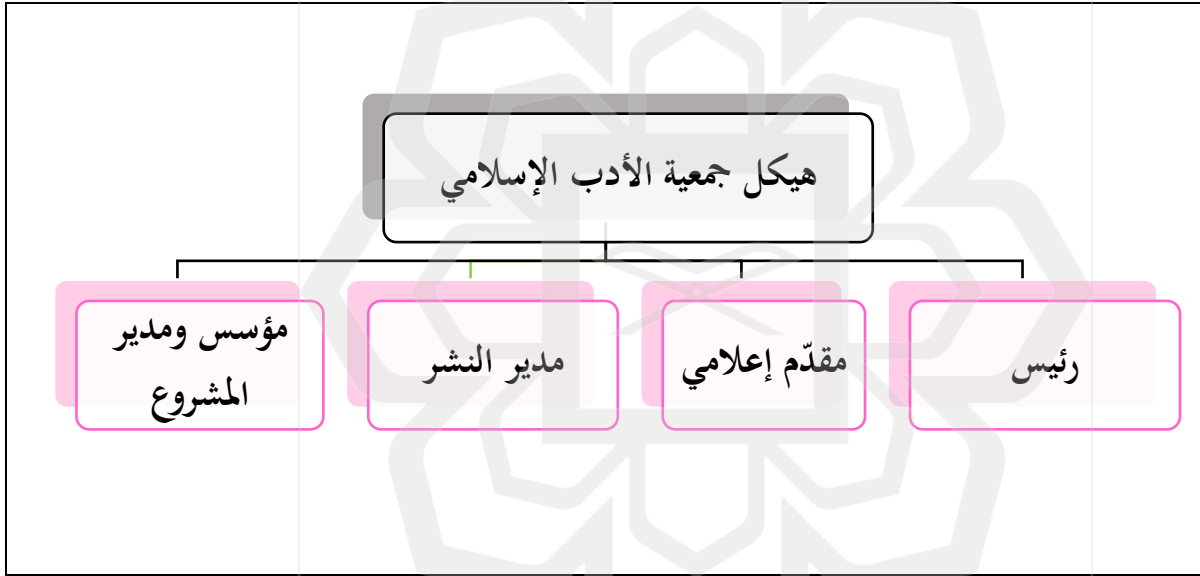 هيكل جمعية الأدب الإسلامي
رئيس
مقدّم إعلامي
مدير النشر
مؤسس ومدير
المشروع